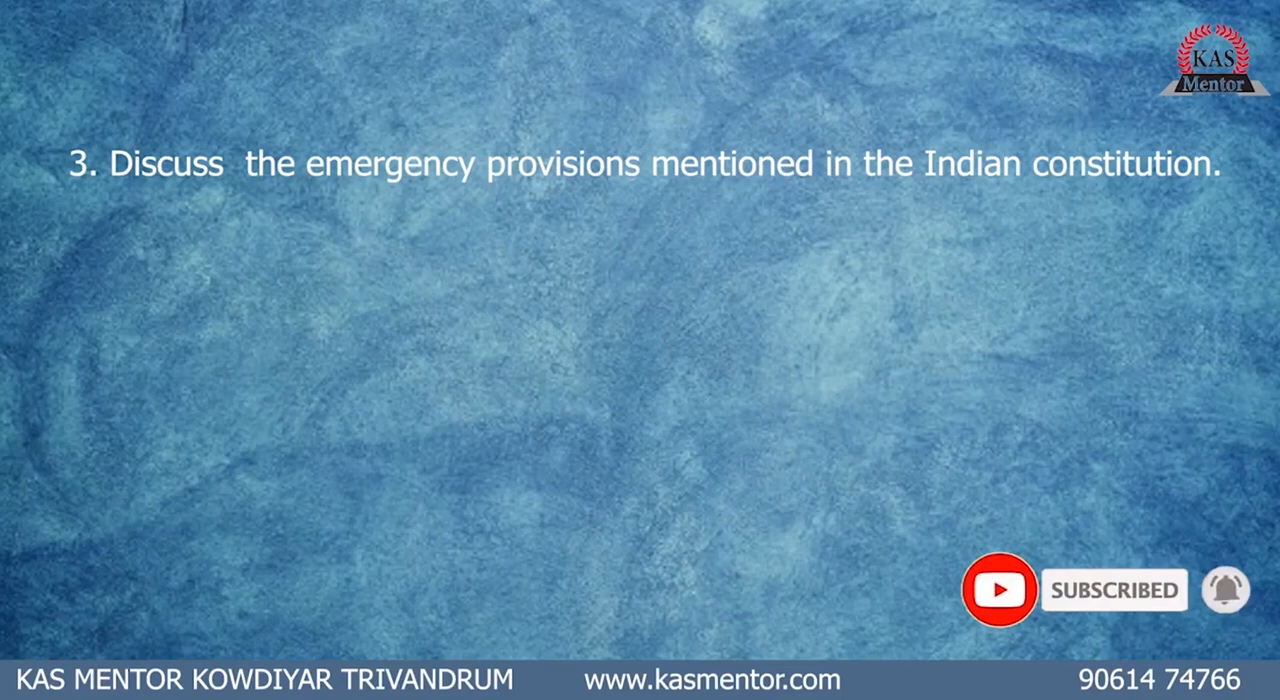 KAS
Mentor
3. Discuss  the emergency provisions mentioned in the Indian constitution.
SUBSCRIBED
KAS MENTOR KOWDIYAR TRIVANDRUM www.kasmentor.com 90614 74766